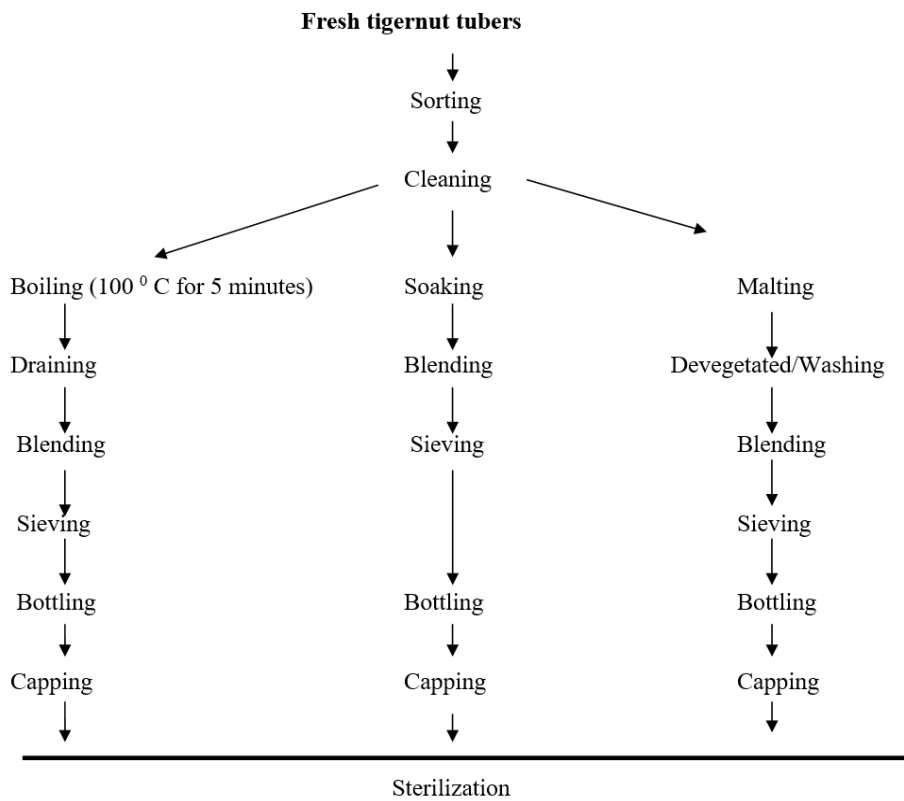 Fresh tigernut tubers
Sorting
Cleaning
Boiling (100 ⁰ C for 5 minutes)
Soaking
Malting
Draining
Blending
Devegetated/Washing
Blending
Sieving
Blending
Sieving
Sieving
Bottling
Bottling
Bottling
Capping
Capping
Capping
Sterilization